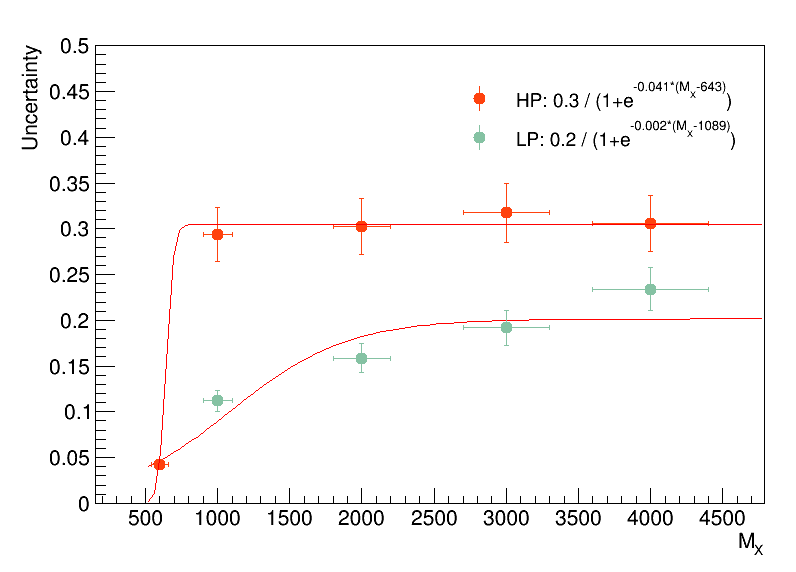 Uncertainty
0.5
0.45
0.4
0.35
0.3
0.25
0.2
0.15
0.1
0.05
0
HP: 0.3 / (1+e^-0.041*(M_X-643))
LP: 0.2 / (1+e^-0.002*(M_X-1089))
500 1000 1500 2000 2500 3000 3500 4000 4500
M_X